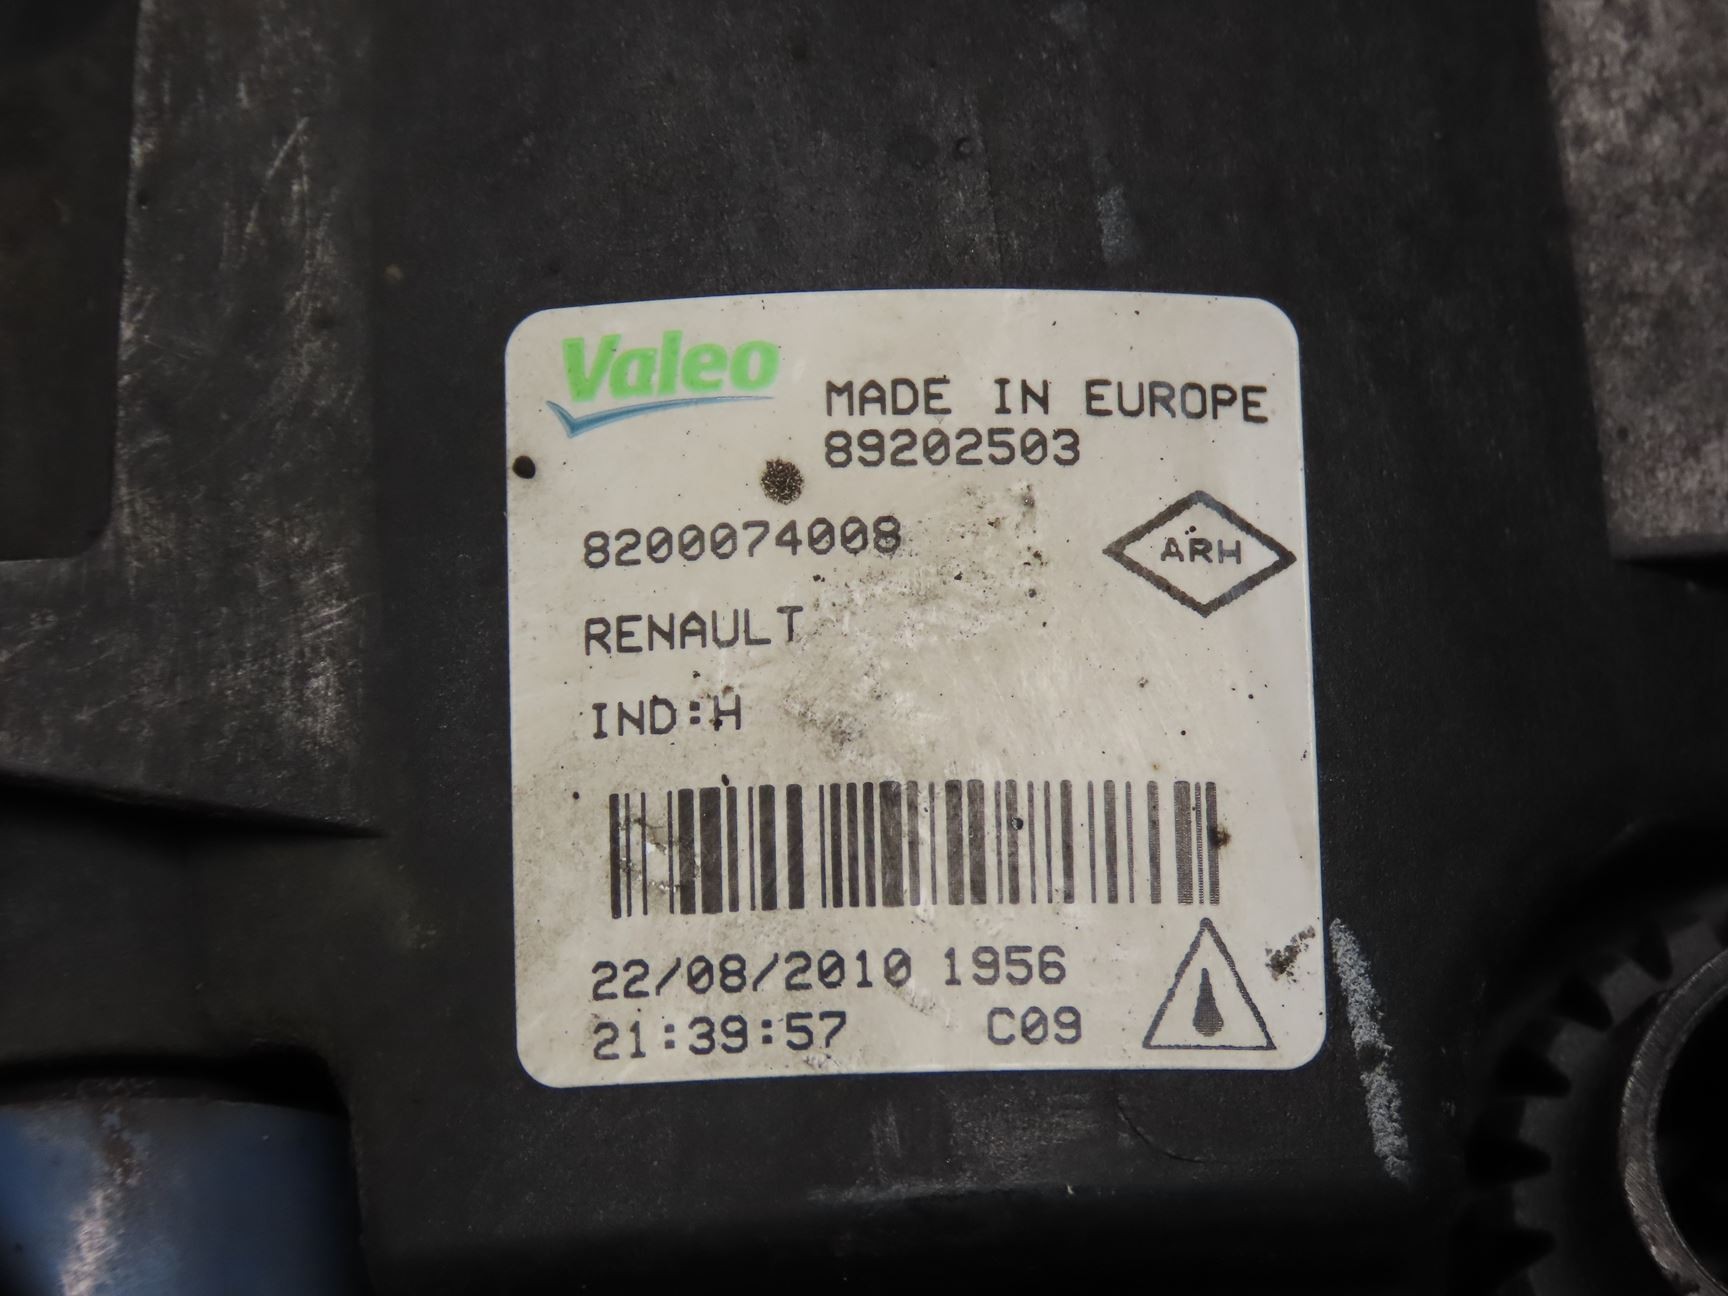 Valeo
MADE IN EUROPE
89202503
8200074008
ARH
RENAULT
IND:H
22/08/2010 1956
21:39:57 C09